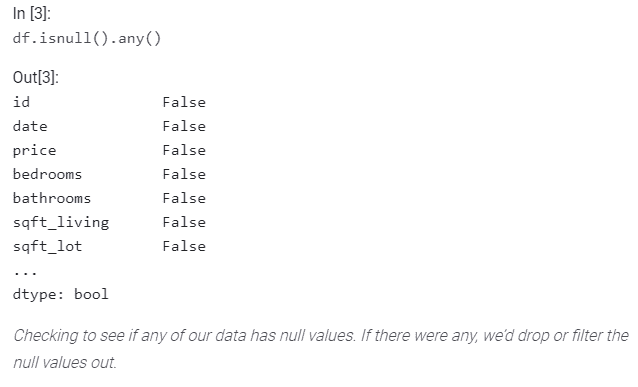 In [3]:
df.isnull().any()
Out[3]:
id False
date False
price False
bedrooms False
bathrooms False
sqft_living False
sqft_lot False
...
dtype: bool
Checking to see if any of our data has null values. If there were any, we'd drop or filter the
null values out.